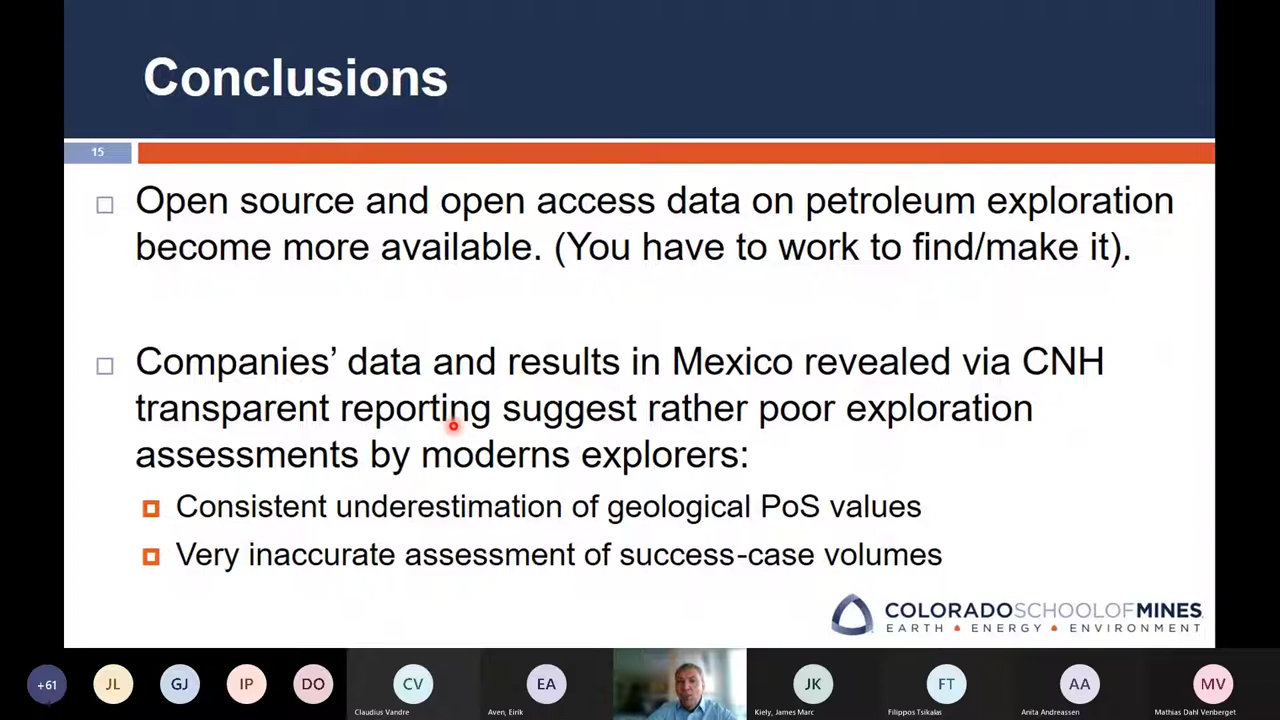 Conclusions
15
Open source and open access data on petroleum exploration
become more available. (You have to work to find/make it).
Companies’ data and results in Mexico revealed via CNH
transparent reporting suggest rather poor exploration
assessments by moderns explorers:
Consistent underestimation of geological PoS values
Very inaccurate assessment of success-case volumes
COLORADOSCHOOLOFMINES
EARTH • ENERGY • ENVIRONMENT
+61
JL
GJ
IP
DO
CV
Claudius Vandre
EA
Aven, Eirik
JK
Kiely, James Marc
FT
Filippos Tsikalas
AA
Anita Andreassen
MV
Mathias Dahl Venberget